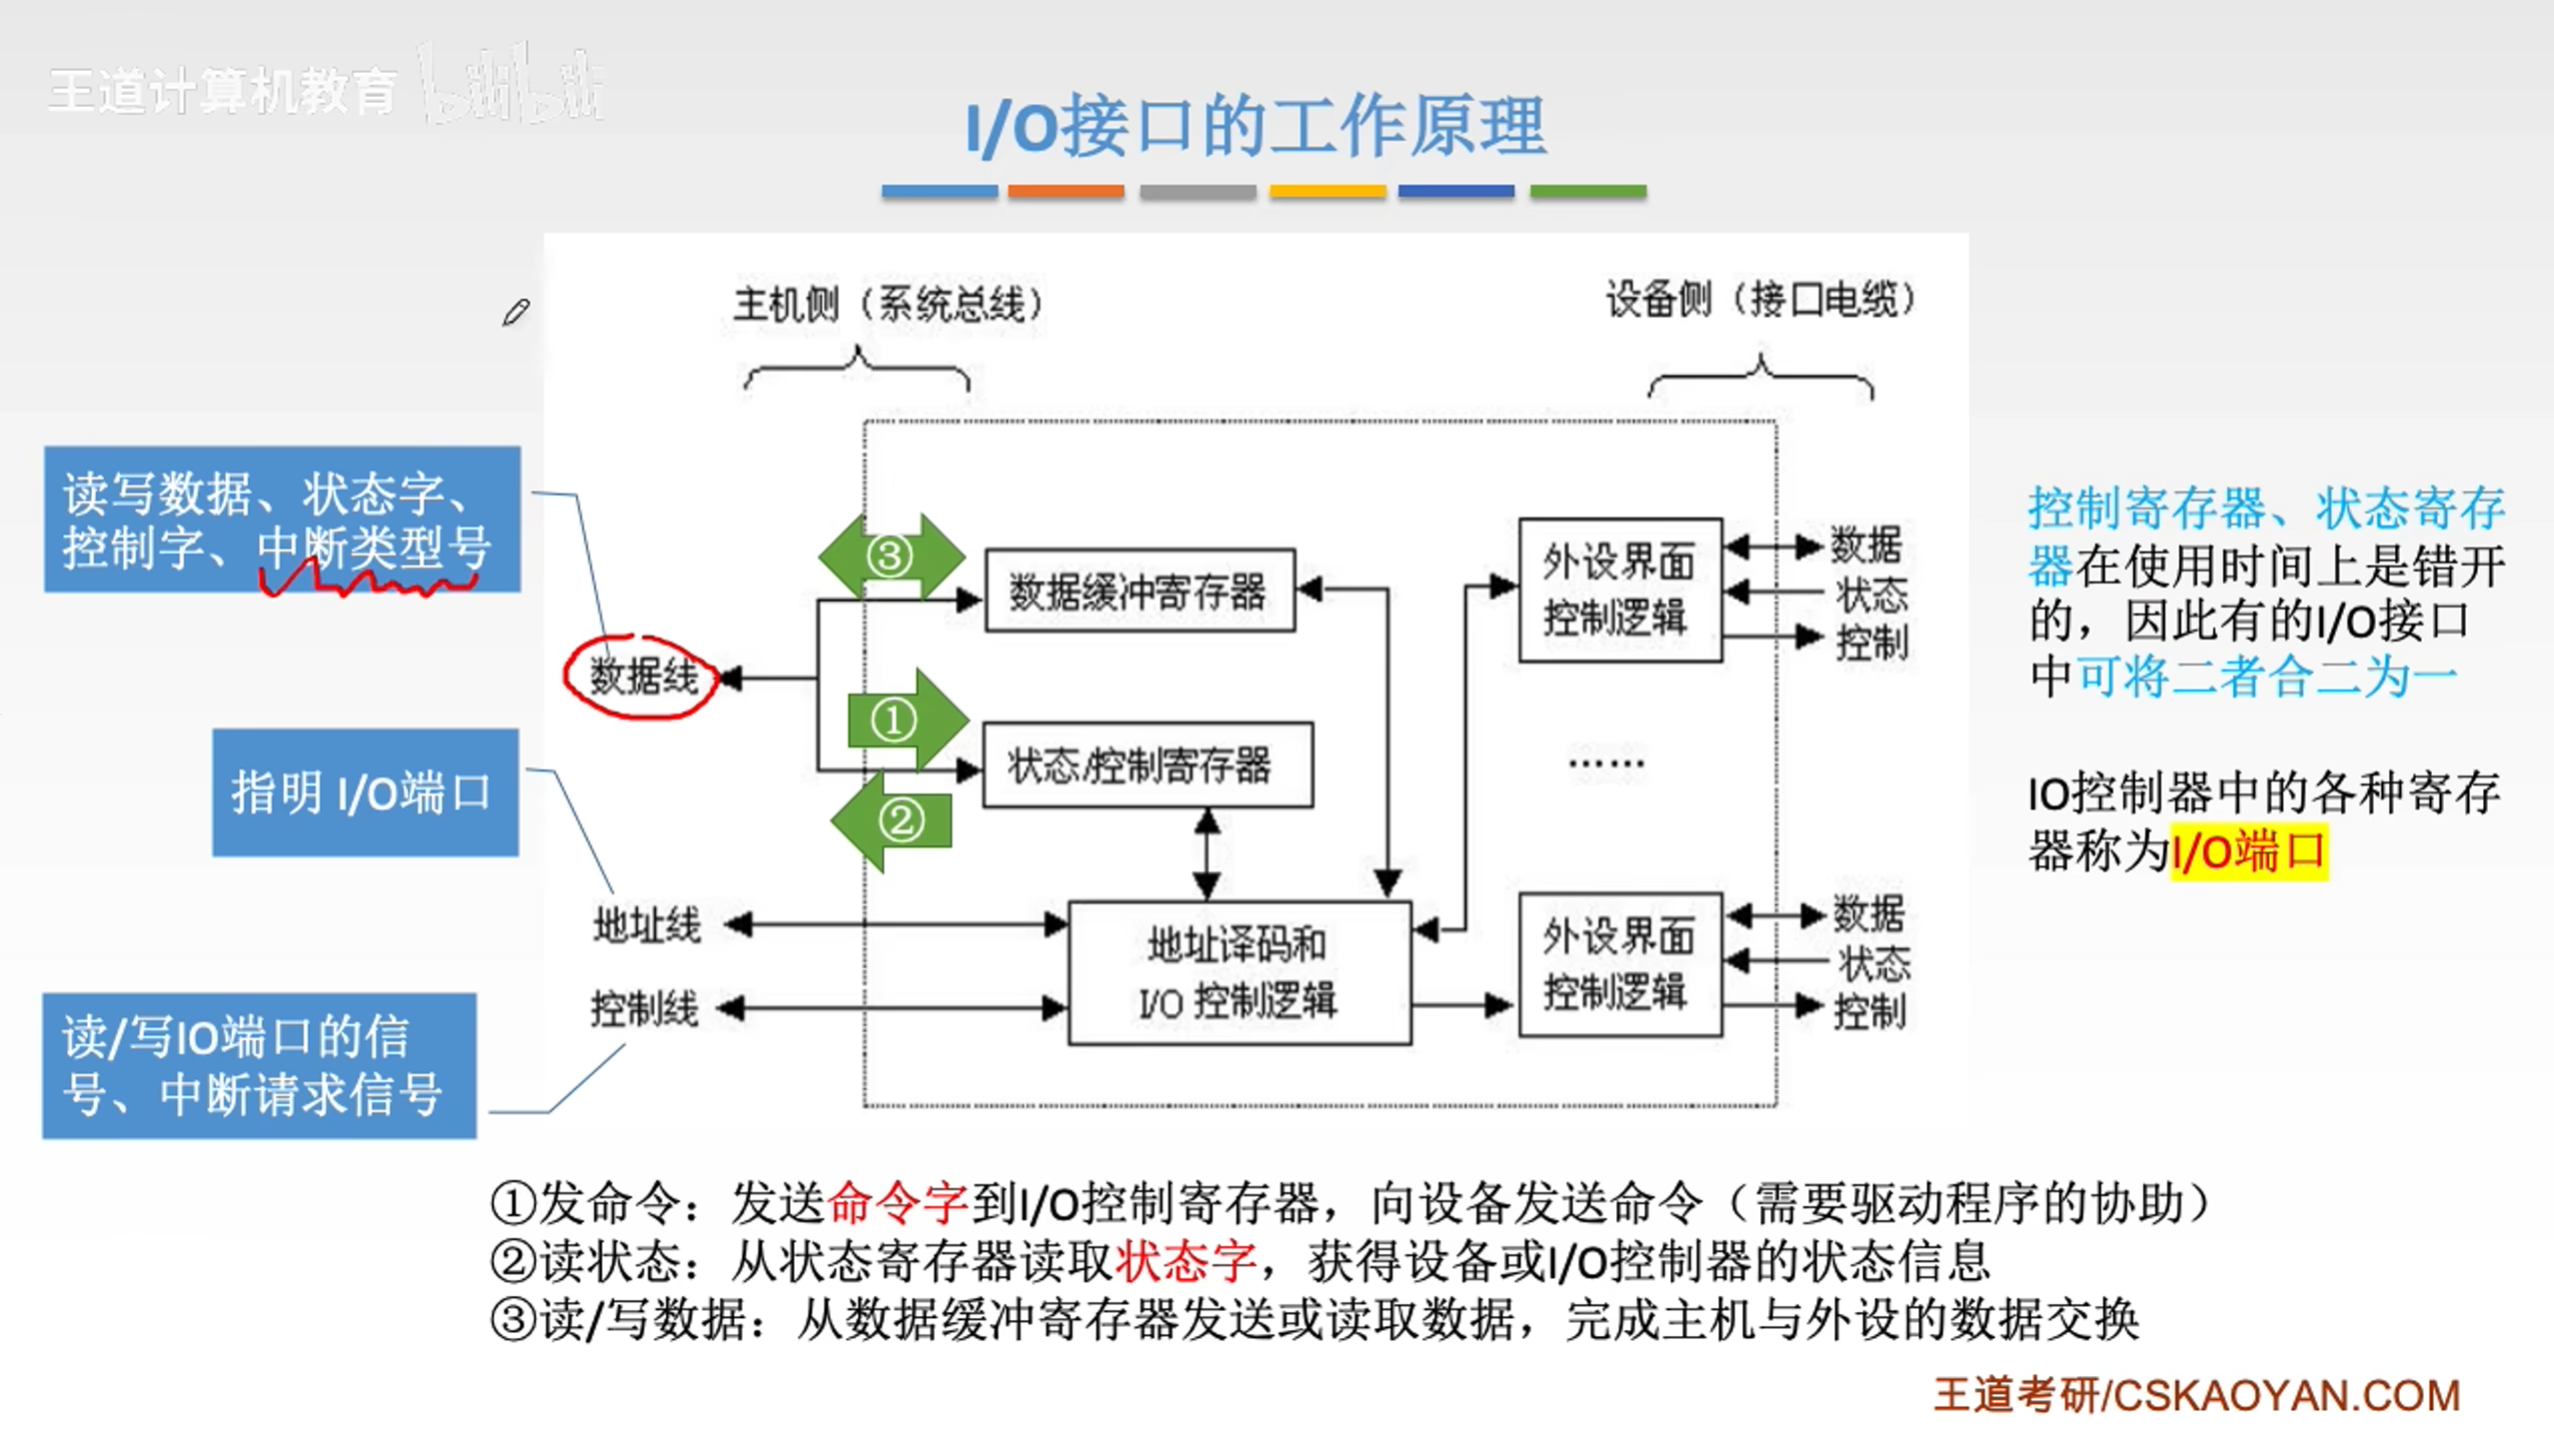 王道计算机教育 bilibili
I/O接口的工作原理
主机侧（系统总线）
设备侧（接口电缆）
读写数据、状态字、
控制字、中断类型号
③
数据缓冲寄存器
外设界面
控制逻辑
数据
状态
控制
数据线
①
状态/控制寄存器
②
……
指明 I/O端口
地址线
控制线
地址译码和
I/O 控制逻辑
外设界面
控制逻辑
数据
状态
控制
读/写IO端口的信
号、中断请求信号
控制寄存器、状态寄存
器在使用时间上是错开
的，因此有的I/O接口
中可将二者合二为一
IO控制器中的各种寄存
器称为I/O端口
①发命令：发送命令字到I/O控制寄存器，向设备发送命令（需要驱动程序的协助）
②读状态：从状态寄存器读取状态字，获得设备或I/O控制器的状态信息
③读/写数据：从数据缓冲寄存器发送或读取数据，完成主机与外设的数据交换
王道考研/CSKAOYAN.COM